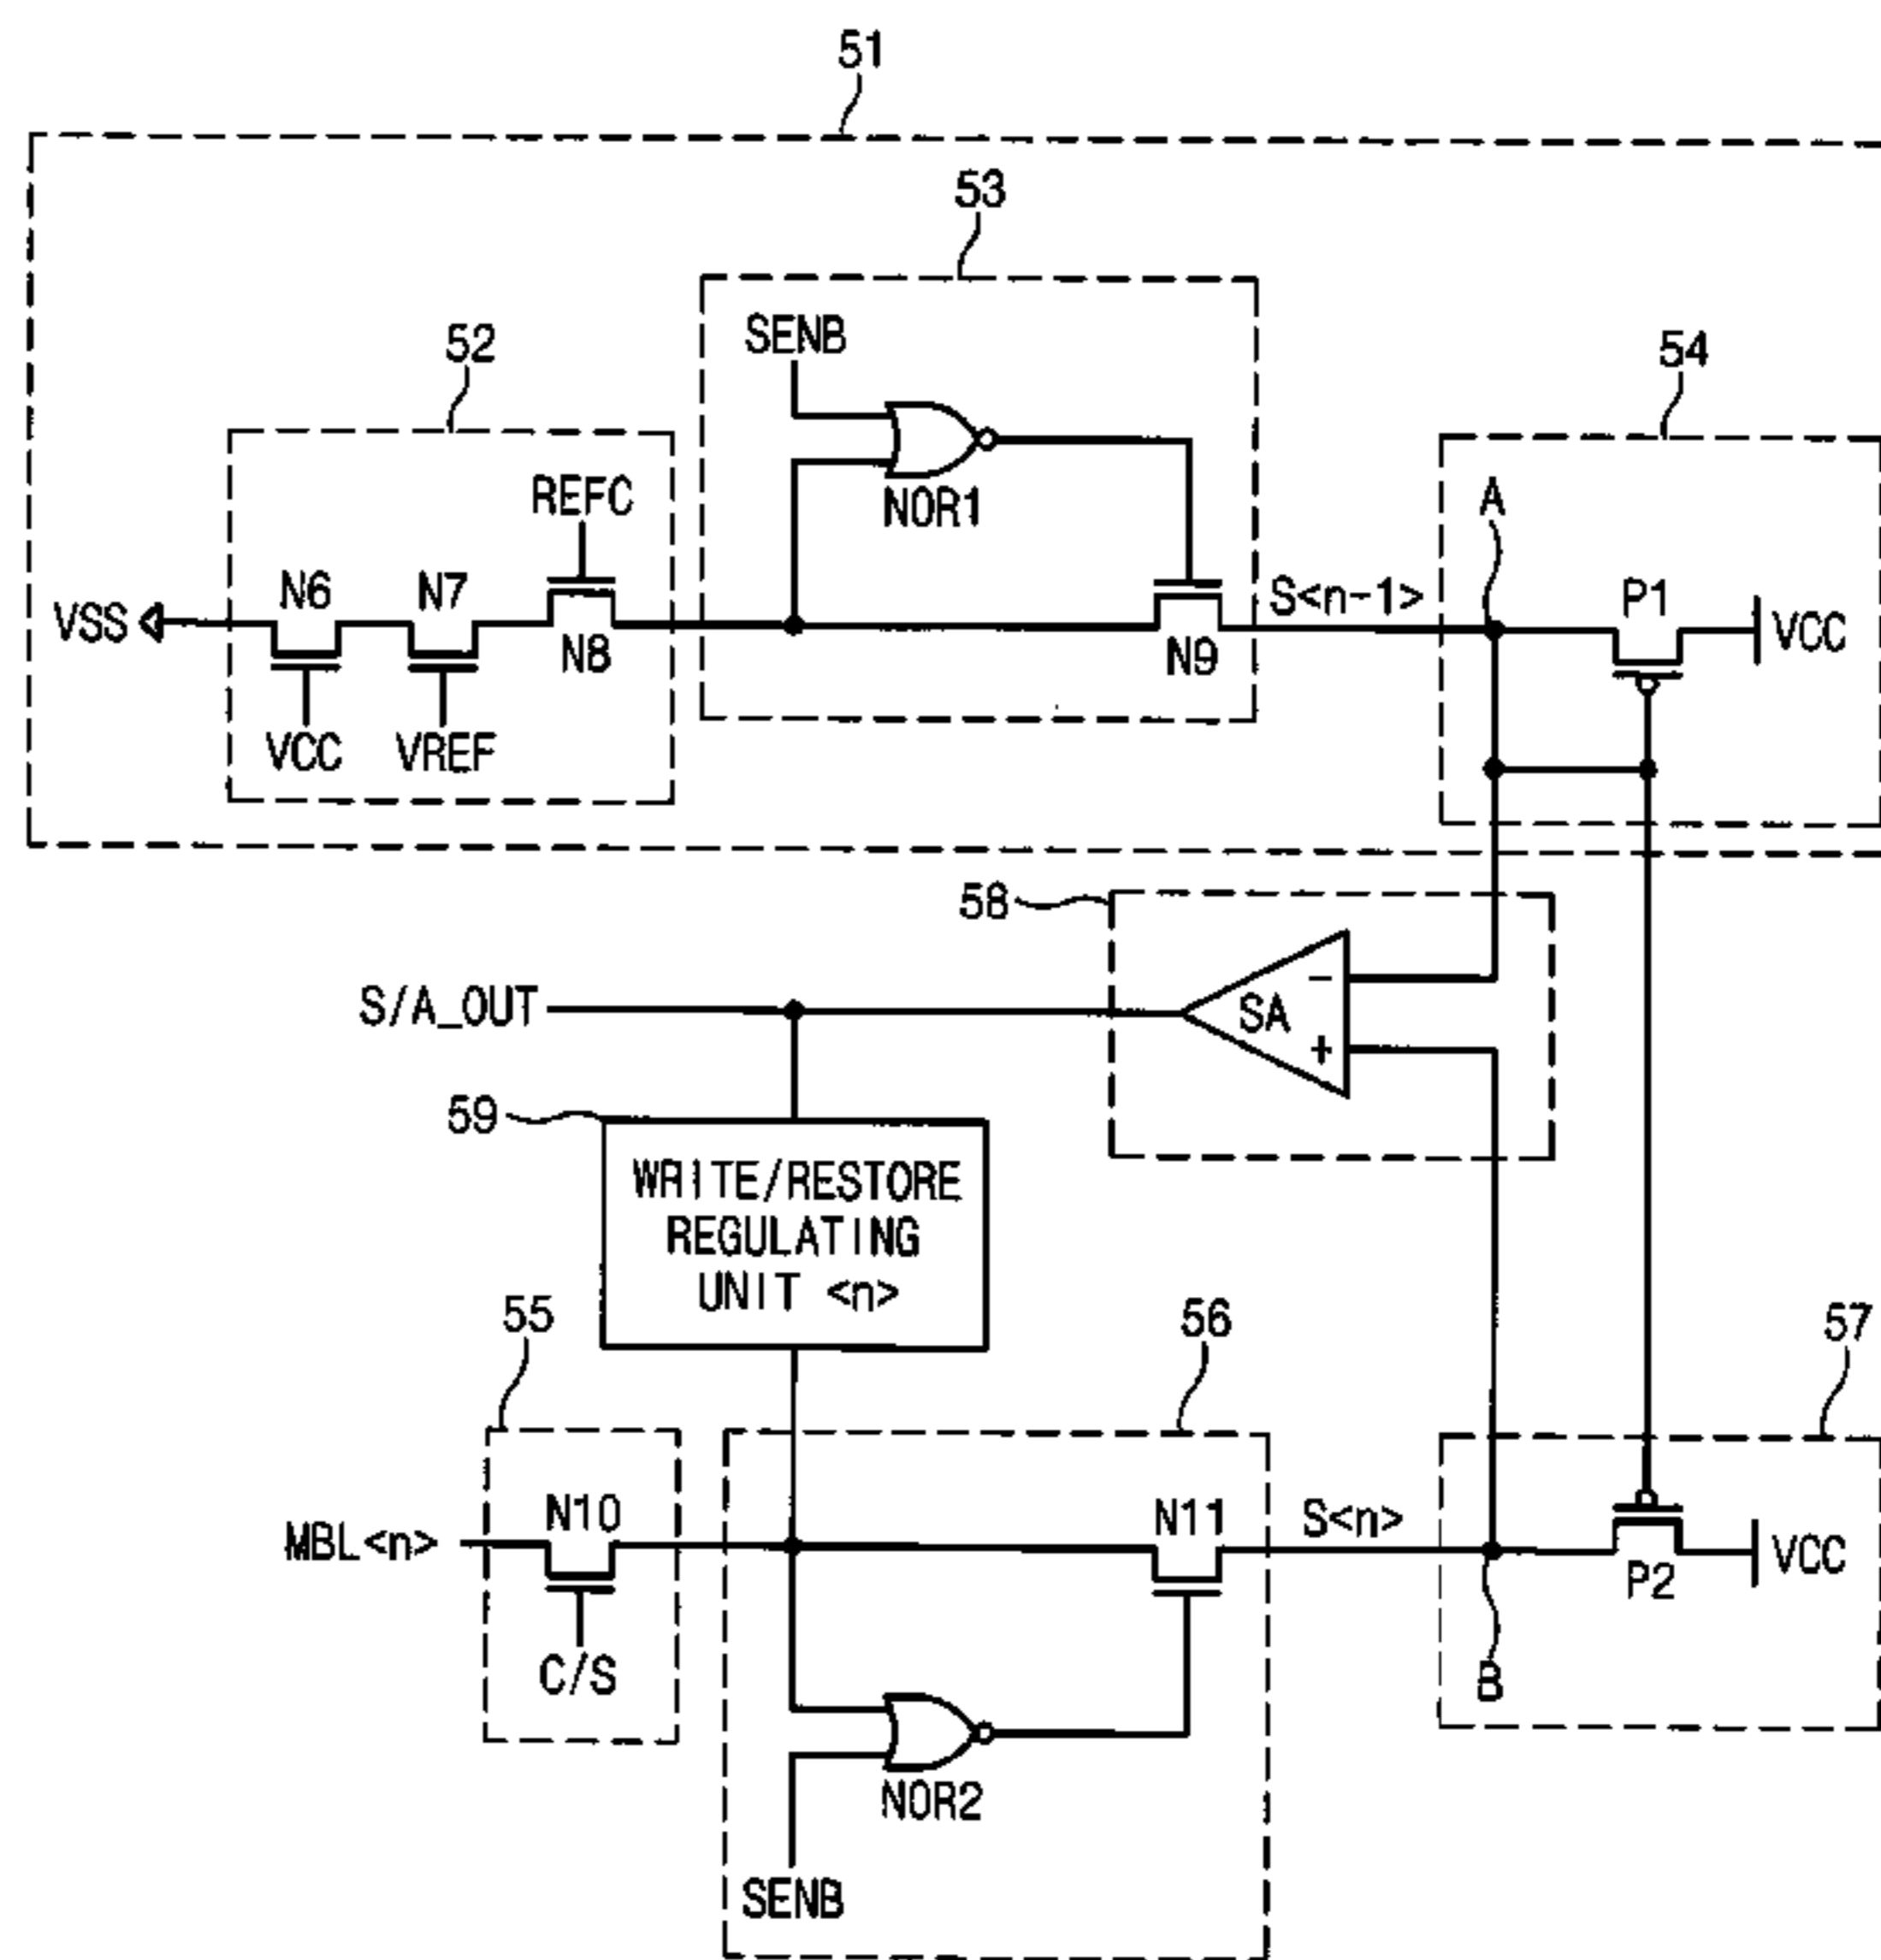 51
53
SENB
52
54
REFC
NOR1
A
N6
N7
S<n-1>
P1
VSS
VCC
N8
N9
VCC
VREF
58
S/A_OUT
SA
-
+
59
WRITE/RESTORE
REGULATING
UNIT <n>
55
56
57
N10
N11
S<n>
MBL<n>
VCC
P2
C/S
B
NOR2
SENB